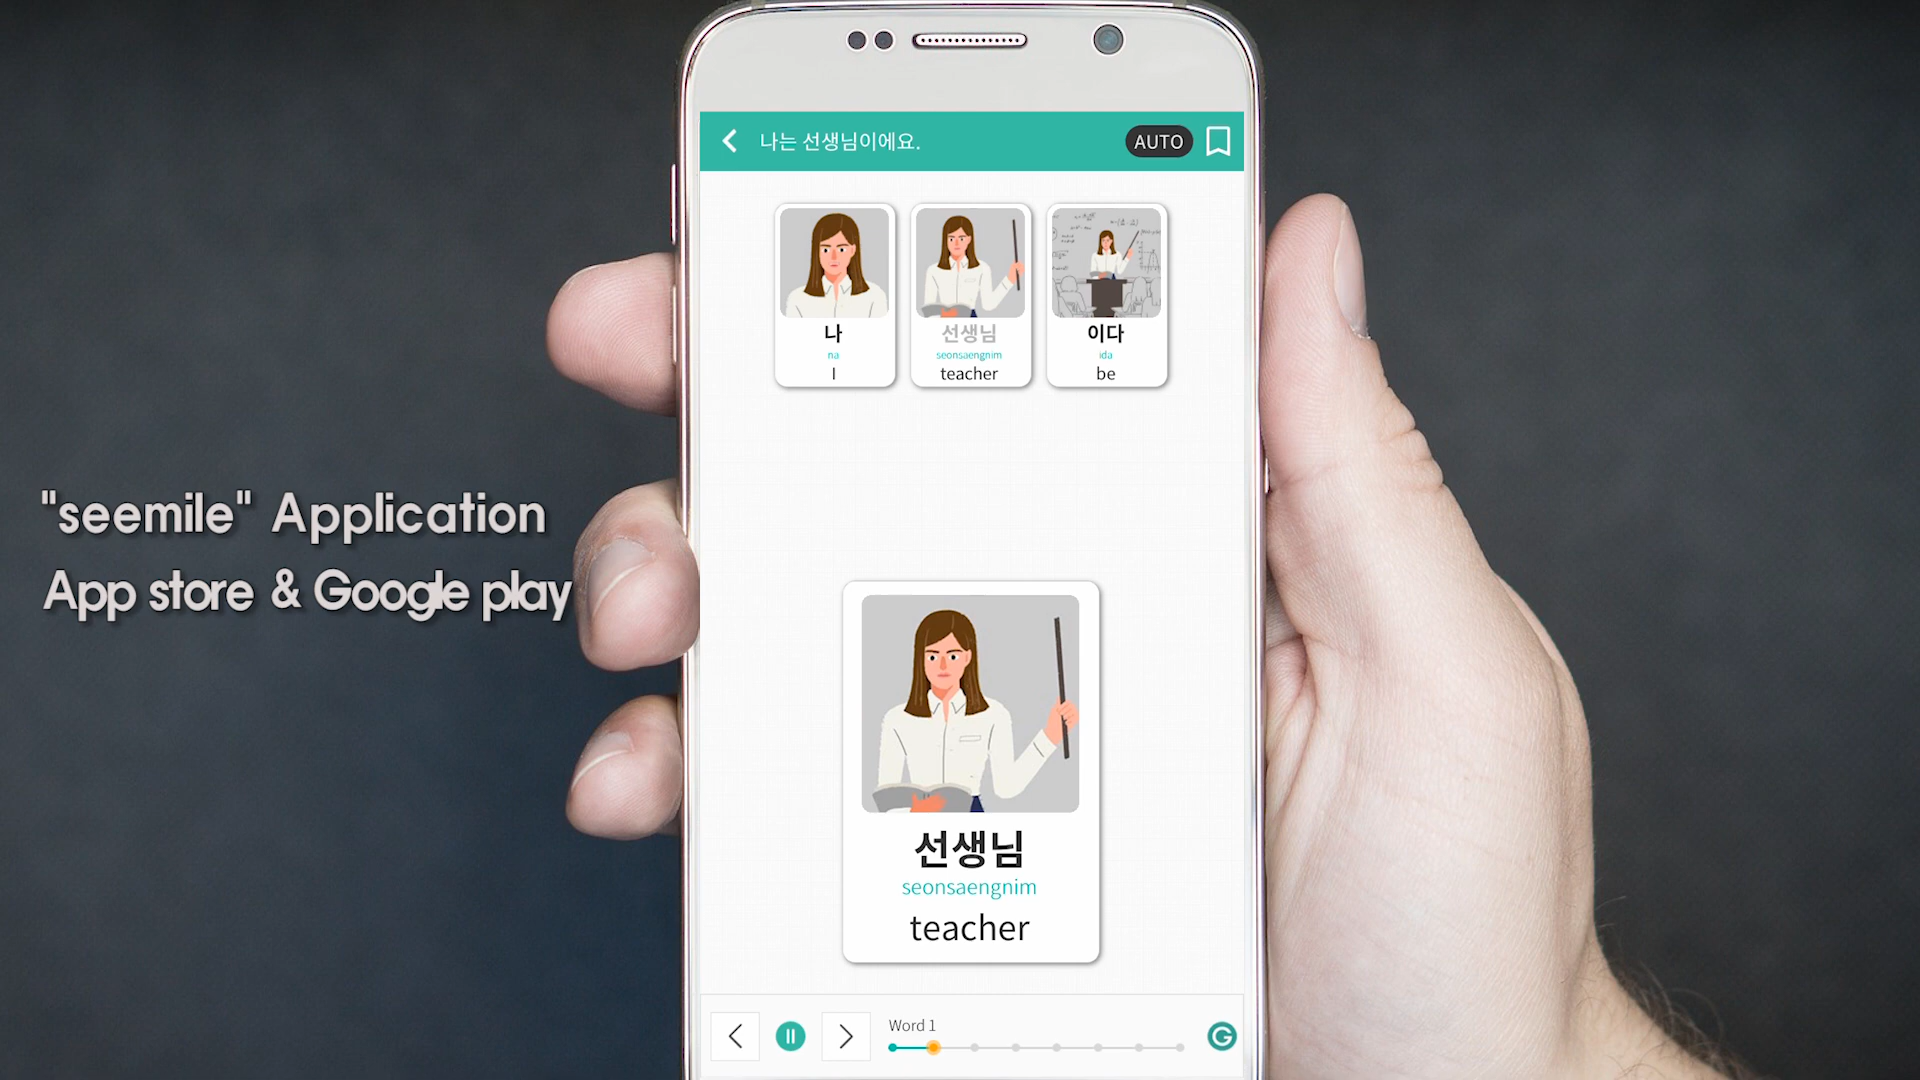 나는 선생님이에요.
AUTO
나
na
I
선생님
seonsaengnim
teacher
이다
ida
be
"seemile" Application
App store & Google play
선생님
seonsaengnim
teacher
Word 1
G